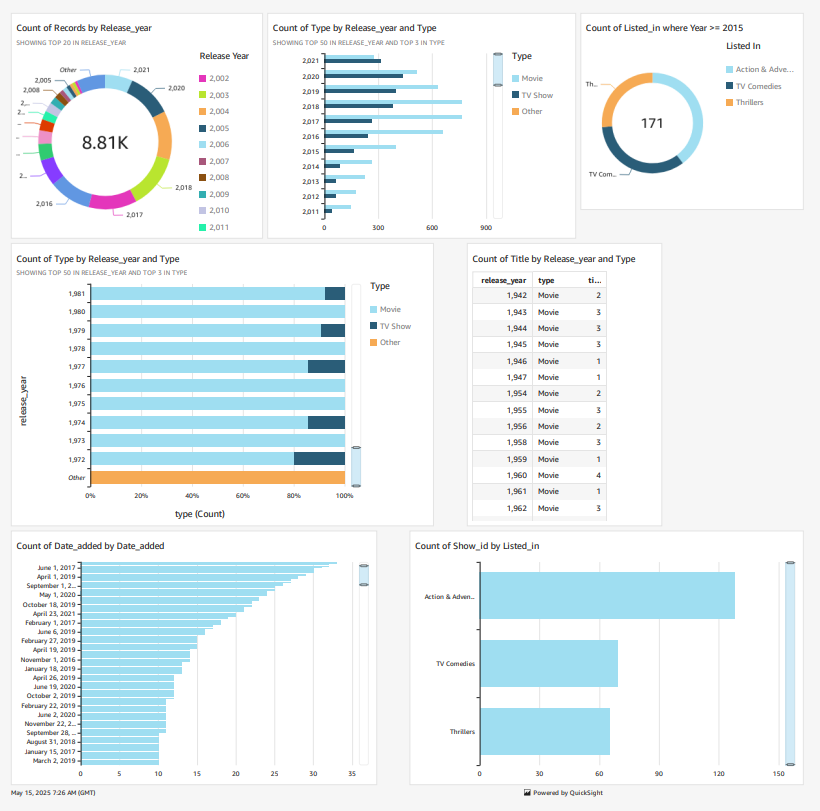 Count of Records by Release_year
SHOWING TOP 20 IN RELEASE_YEAR
Release Year
Other
2,021
2,005
2,020
2,008
2...
2...
2...
2,018
2,016
2,017
8.81K
2,002
2,003
2,004
2,005
2,006
2,007
2,008
2,009
2,010
2,011
Count of Type by Release_year and Type
SHOWING TOP 50 IN RELEASE_YEAR AND TOP 3 IN TYPE
2,021
2,020
2,019
2,018
2,017
2,016
2,015
2,014
2,013
2,012
2,011
0 300 600 900
Type
Movie
TV Show
Other
Count of Listed_in where Year >= 2015
Listed In
Action & Adve...
TV Comedies
Thrillers
Th...
171
TV Com...
Count of Type by Release_year and Type
SHOWING TOP 50 IN RELEASE_YEAR AND TOP 3 IN TYPE
release_year
1,981
1,980
1,979
1,978
1,977
1,976
1,975
1,974
1,973
1,972
Other
0% 20% 40% 60% 80% 100%
type (Count)
Type
Movie
TV Show
Other
Count of Title by Release_year and Type
release_year type ti...
1,942 Movie 2
1,943 Movie 3
1,944 Movie 3
1,945 Movie 3
1,946 Movie 1
1,947 Movie 1
1,954 Movie 2
1,955 Movie 3
1,956 Movie 2
1,958 Movie 3
1,959 Movie 1
1,960 Movie 4
1,961 Movie 1
1,962 Movie 3
Count of Date_added by Date_added
June 1, 2017
April 1, 2019
September 1, 2...
May 1, 2020
October 18, 2019
April 23, 2021
February 1, 2017
June 6, 2019
February 27, 2019
April 19, 2019
November 1, 2016
January 18, 2019
April 26, 2019
June 19, 2020
October 2, 2019
February 22, 2019
June 2, 2020
November 22, 2...
September 28, ...
August 31, 2018
January 15, 2017
March 2, 2019
0 5 10 15 20 25 30 35
Count of Show_id by Listed_in
Action & Adven...
TV Comedies
Thrillers
0 30 60 90 120 150
May 15, 2025 7:26 AM (GMT)
Powered by QuickSight